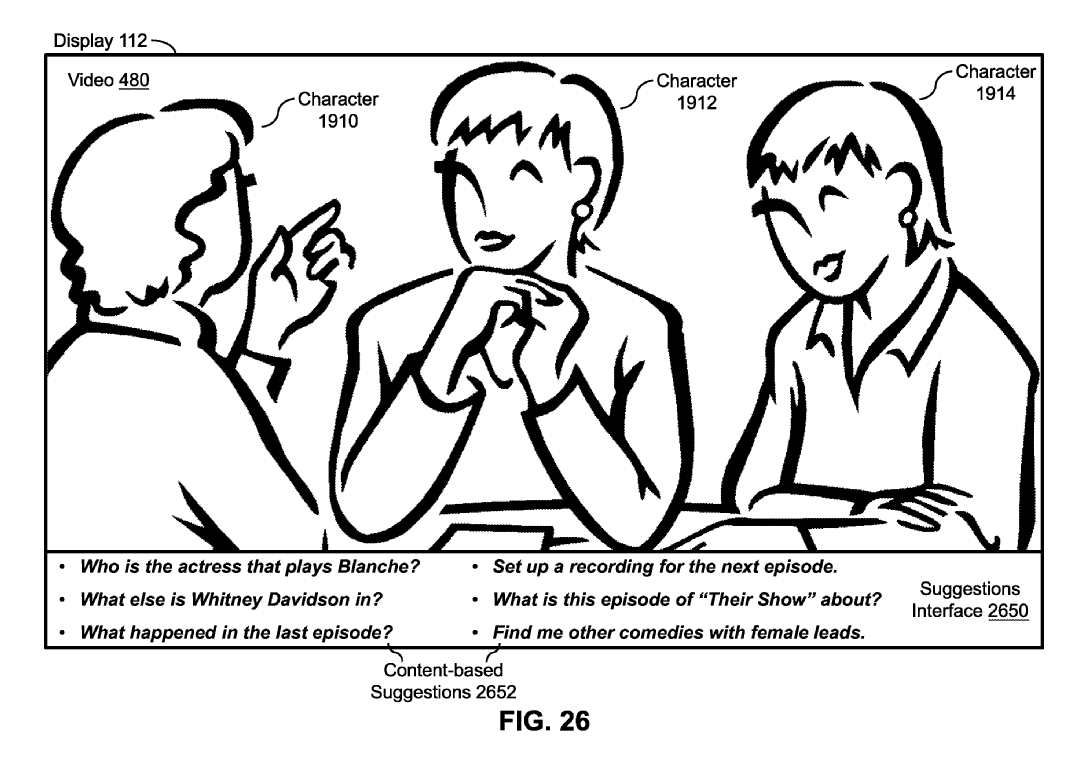 Display 112
Video 480
Character
1910
Character
1912
Character
1914
• Who is the actress that plays Blanche?
• What else is Whitney Davidson in?
• What happened in the last episode?
• Set up a recording for the next episode.
• What is this episode of “Their Show” about?
• Find me other comedies with female leads.
Suggestions
Interface 2650
Content-based
Suggestions 2652
FIG. 26